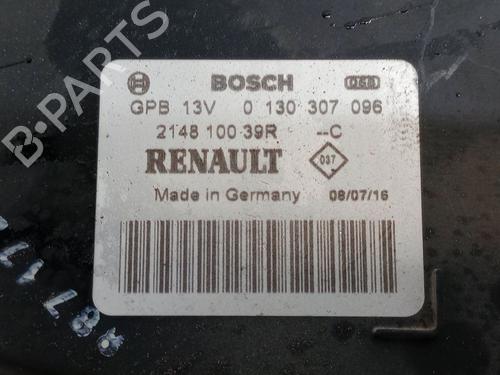 BOSCH
GPB 13V 0 130 307 096
2148 100 39R --C
RENAULT 037
Made in Germany 08/07/16
B-PARTS